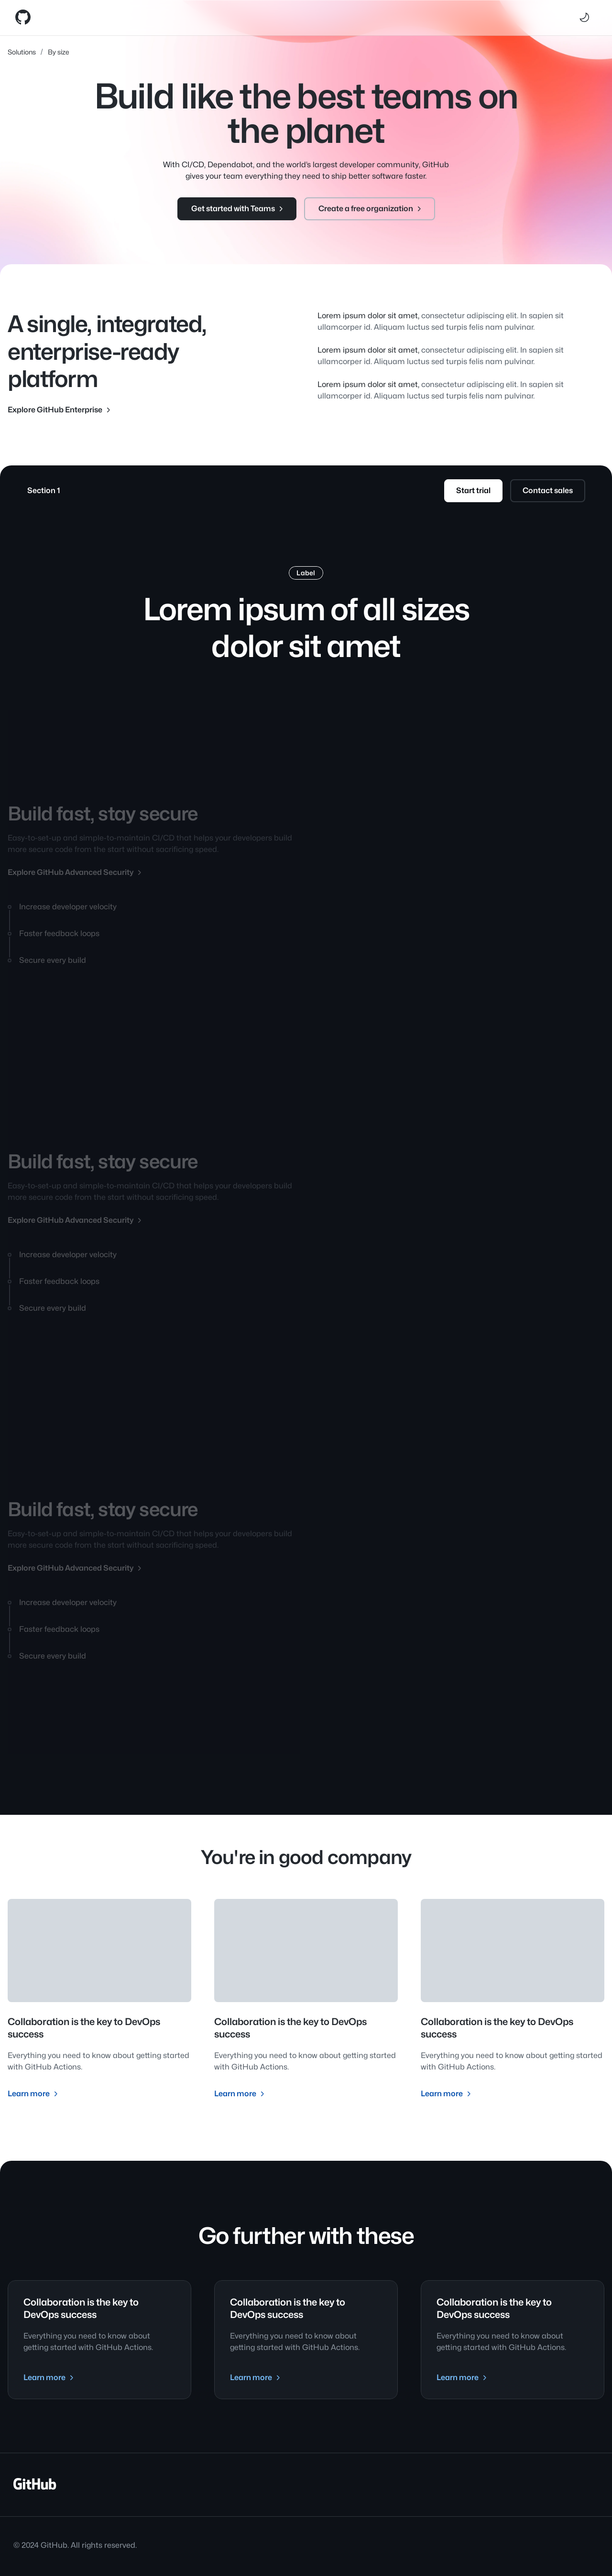 Solutions / By size
Build like the best teams on
the planet
With CI/CD, Dependabot, and the world's largest developer community, GitHub
gives your team everything they need to ship better software faster.
Get started with Teams
Create a free organization
A single, integrated,
enterprise-ready
platform
Explore GitHub Enterprise
Lorem ipsum dolor sit amet, consectetur adipiscing elit. In sapien sit
ullamcorper id. Aliquam luctus sed turpis felis nam pulvinar.
Lorem ipsum dolor sit amet, consectetur adipiscing elit. In sapien sit
ullamcorper id. Aliquam luctus sed turpis felis nam pulvinar.
Lorem ipsum dolor sit amet, consectetur adipiscing elit. In sapien sit
ullamcorper id. Aliquam luctus sed turpis felis nam pulvinar.
Section 1
Start trial
Contact sales
Label
Lorem ipsum of all sizes
dolor sit amet
Build fast, stay secure
Easy-to-set-up and simple-to-maintain CI/CD that helps your developers build
more secure code from the start without sacrificing speed.
Explore GitHub Advanced Security
Increase developer velocity
Faster feedback loops
Secure every build
Build fast, stay secure
Easy-to-set-up and simple-to-maintain CI/CD that helps your developers build
more secure code from the start without sacrificing speed.
Explore GitHub Advanced Security
Increase developer velocity
Faster feedback loops
Secure every build
Build fast, stay secure
Easy-to-set-up and simple-to-maintain CI/CD that helps your developers build
more secure code from the start without sacrificing speed.
Explore GitHub Advanced Security
Increase developer velocity
Faster feedback loops
Secure every build
You're in good company
Collaboration is the key to DevOps
success
Everything you need to know about getting started
with GitHub Actions.
Learn more
Collaboration is the key to DevOps
success
Everything you need to know about getting started
with GitHub Actions.
Learn more
Collaboration is the key to DevOps
success
Everything you need to know about getting started
with GitHub Actions.
Learn more
Go further with these
Collaboration is the key to
DevOps success
Everything you need to know about
getting started with GitHub Actions.
Learn more
Collaboration is the key to
DevOps success
Everything you need to know about
getting started with GitHub Actions.
Learn more
Collaboration is the key to
DevOps success
Everything you need to know about
getting started with GitHub Actions.
Learn more
GitHub
© 2024 GitHub. All rights reserved.